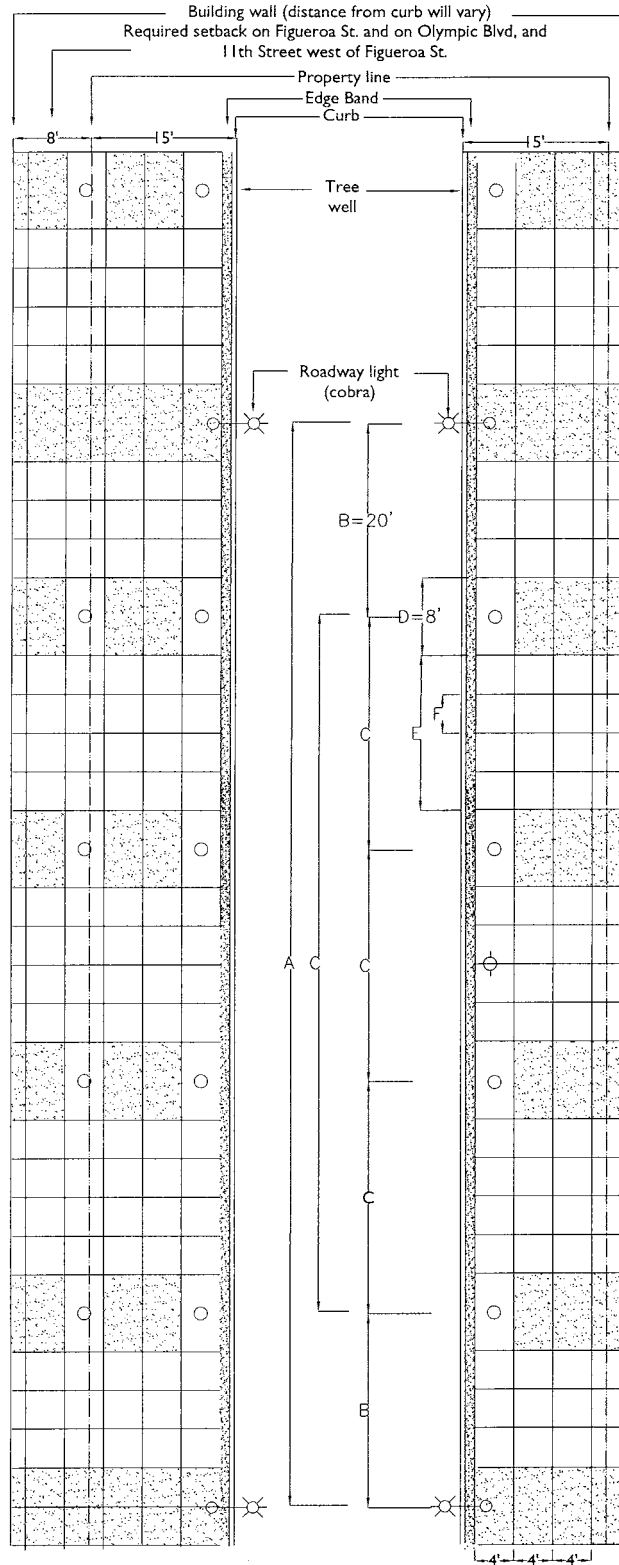 Building wall (distance from curb will vary)
Required setback on Figueroa St. and on Olympic Blvd, and
11th Street west of Figueroa St.
Property line
Edge Band
Curb
8'
15'
15'
Tree
well
Roadway light
(cobra)
B=20'
D=8'
F
C
E
A
C
C
C
B
4'
4'
4'